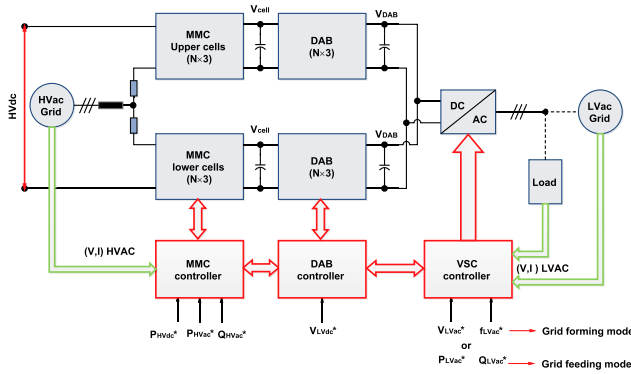 HVdc
HVac
Grid
MMC
Upper cells
(N×3)
Vcell
DAB
(N×3)
VDAB
MMC
lower cells
(N×3)
Vcell
DAB
(N×3)
VDAB
DC
AC
LVac
Grid
Load
(V,I) HVAC
MMC
controller
DAB
controller
VSC
controller
(V,I ) LVAC
PHVdc* PHVac* QHVac*
VLVdc*
VLVac* fLVac* Grid forming mode
or
PLVac* QLVac* Grid feeding mode